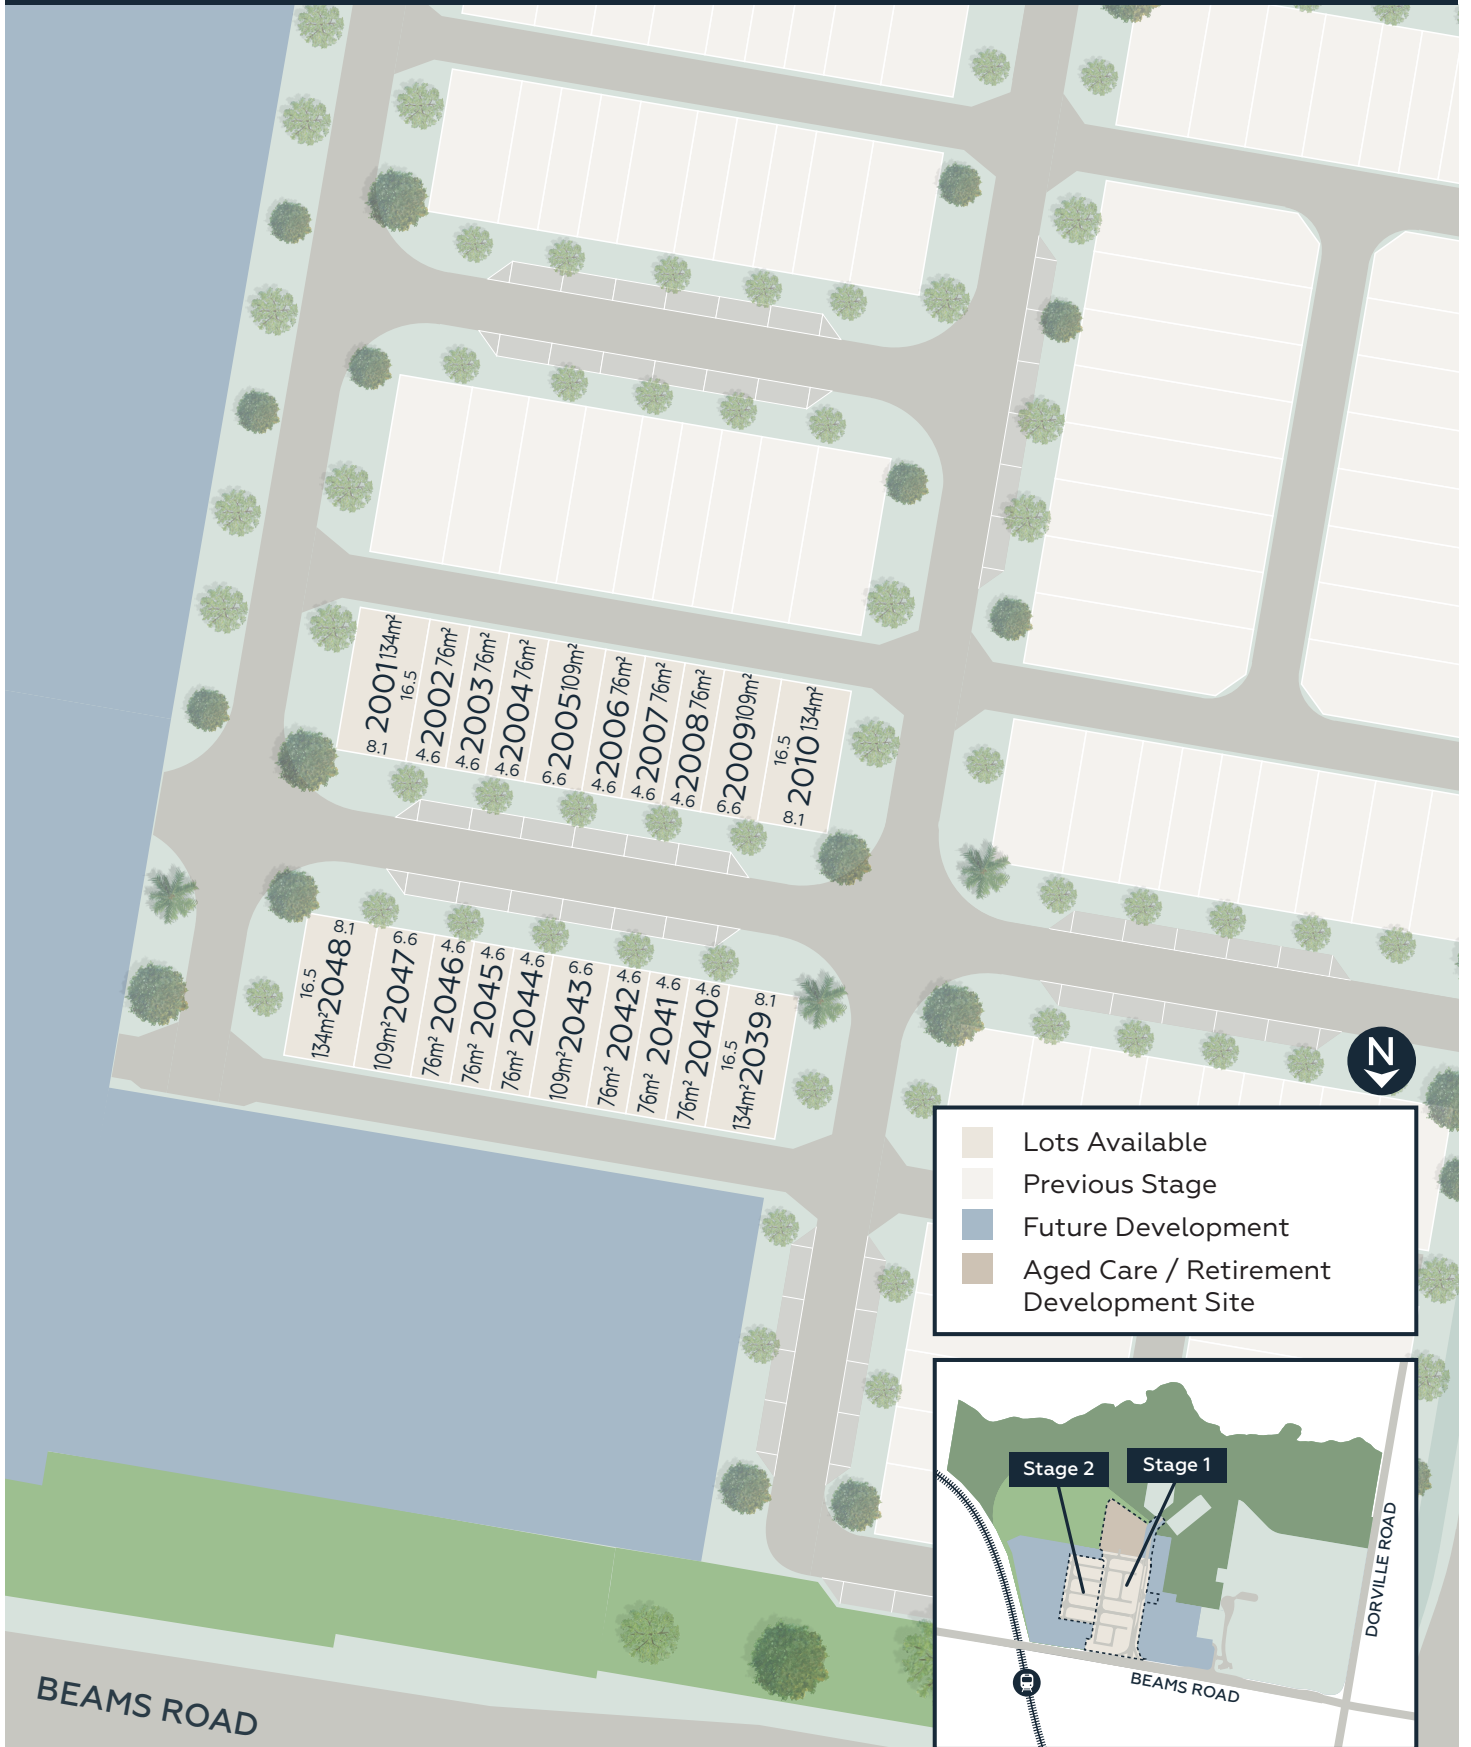 2001 134m²
16.5
8.1
2002 76m²
4.6
2003 76m²
4.6
2004 76m²
4.6
2005 109m²
6.6
2006 76m²
4.6
2007 76m²
4.6
2008 76m²
4.6
2009 109m²
6.6
2010 134m²
16.5
8.1
134m² 2048
16.5
8.1
109m² 2047
6.6
76m² 2046
4.6
76m² 2045
4.6
76m² 2044
4.6
109m² 2043
6.6
76m² 2042
4.6
76m² 2041
4.6
76m² 2040
4.6
134m² 2039
16.5
8.1
N
Lots Available
Previous Stage
Future Development
Aged Care / Retirement
Development Site
Stage 2
Stage 1
DORVILLE ROAD
BEAMS ROAD
BEAMS ROAD